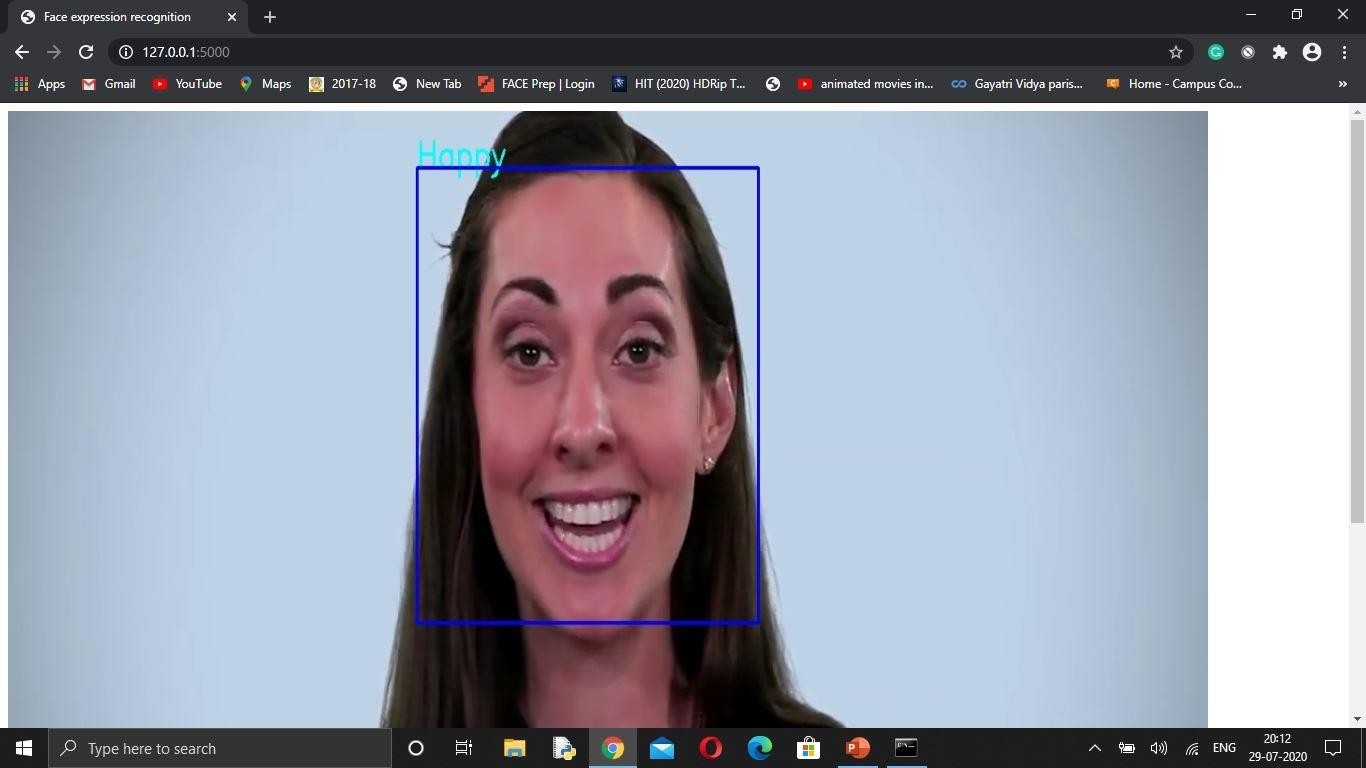 Face expression recognition
127.0.0.1:5000
Apps Gmail YouTube Maps 2017-18 New Tab FACE Prep | Login HIT (2020) HDRip T... animated movies in... Gayatri Vidya paris... Home - Campus Co... »
Happy
Type here to search
ENG
20:12
29-07-2020